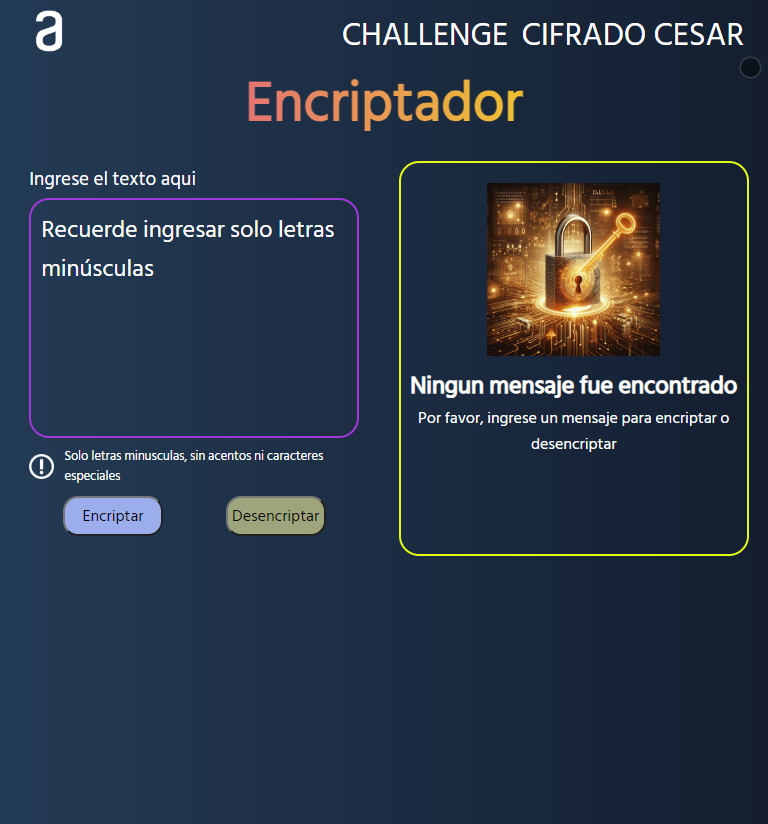 a
CHALLENGE  CIFRADO CESAR
Encriptador
Ingrese el texto aqui
Recuerde ingresar solo letras
minúsculas
Solo letras minusculas, sin acentos ni caracteres
especiales
Encriptar
Desencriptar
Ningun mensaje fue encontrado
Por favor, ingrese un mensaje para encriptar o
desencriptar